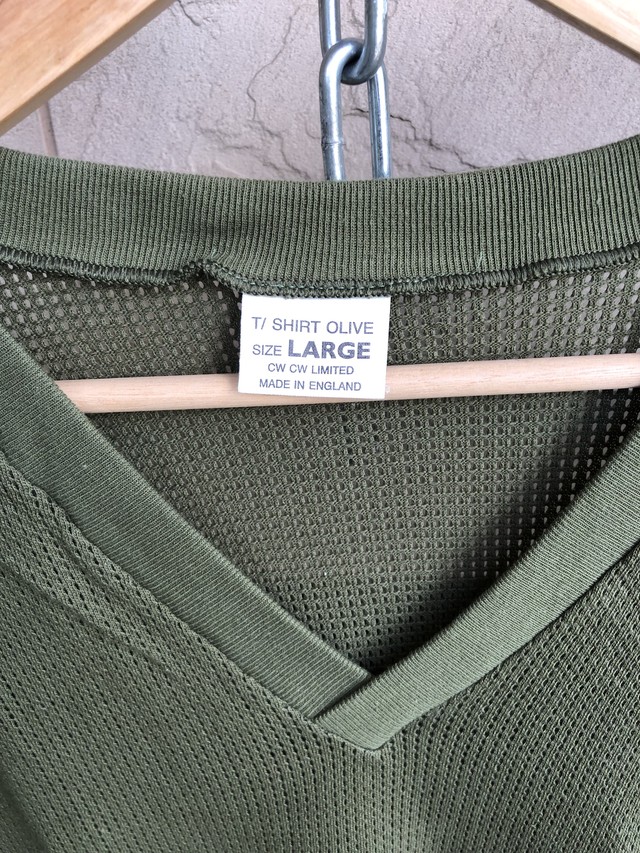 T/ SHIRT OLIVE
SIZE LARGE
CW CW LIMITED
MADE IN ENGLAND